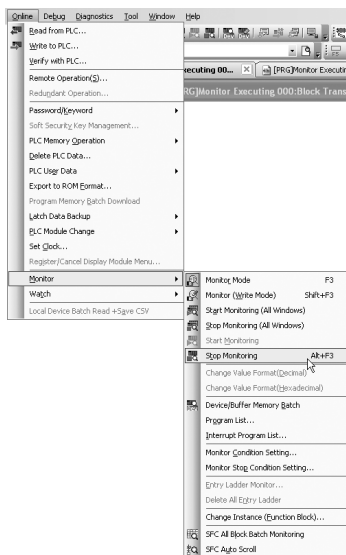 Online Debug Diagnostics Tool Window Help
Read from PLC...
Write to PLC...
Verify with PLC...
Remote Operation(S)...
Redundant Operation...
Password/Keyword
Soft Security Key Management...
PLC Memory Operation
Delete PLC Data...
PLC User Data
Export to ROM Format...
Program Memory Batch Download
Latch Data Backup
PLC Module Change
Set Clock...
Register/Cancel Display Module Menu...
Monitor
Watch
Local Device Batch Read +Save CSV
ecuting 00... [PRG]Monitor Executin
RG]Monitor Executing 000:Block Trans
Monitor Mode F3
Monitor (Write Mode) Shift+F3
Start Monitoring (All Windows)
Stop Monitoring (All Windows)
Start Monitoring
Stop Monitoring Alt+F3
Change Value Format(Decimal)
Change Value Format(Hexadecimal)
Device/Buffer Memory Batch
Program List...
Interrupt Program List...
Monitor Condition Setting...
Monitor Stop Condition Setting...
Entry Ladder Monitor...
Delete All Entry Ladder
Change Instance (Function Block)...
SFC All Block Batch Monitoring
SFC Auto Scroll